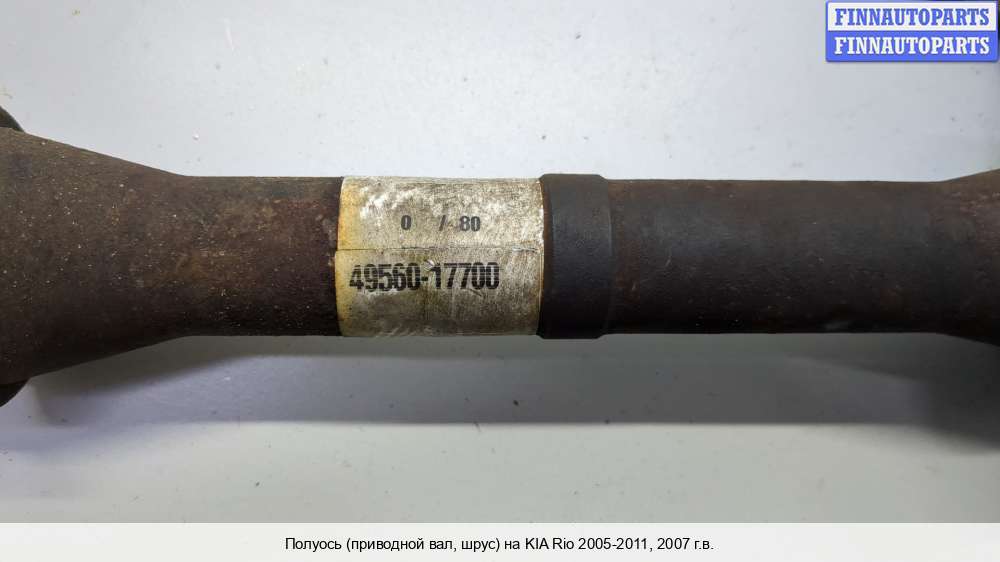 FINNAUTOPARTS
FINNAUTOPARTS
0 / 80
49560-17700
Полуось (приводной вал, шрус) на KIA Rio 2005-2011, 2007 г.в.